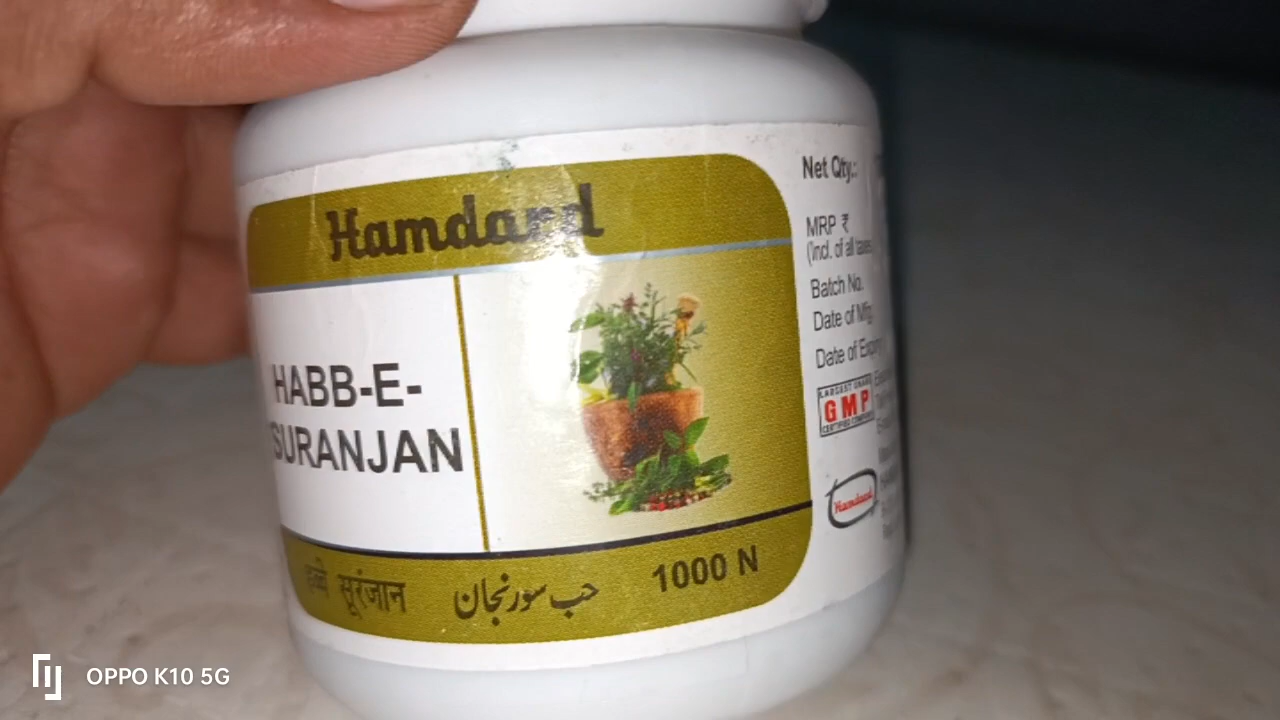 Hamdard
HABB-E-
SURANJAN
हब्बे सूरंजान
حب سورنجان
1000 N
Net Qty.:
MRP ₹
(Incl. of all taxes
Batch No.
Date of Mfg.
Date of Expiry
GMP
Hamdard
OPPO K10 5G